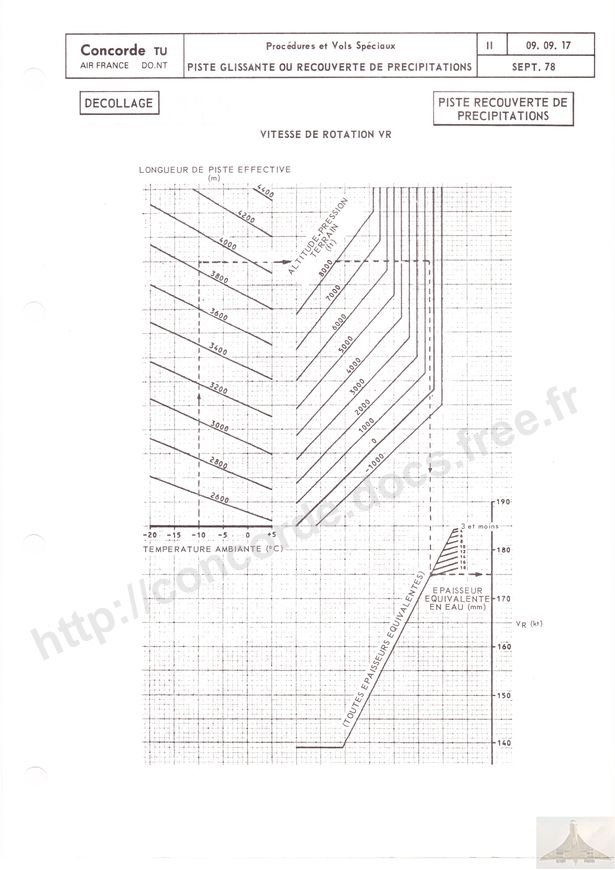 Concorde TU
AIR FRANCE DO.NT
Procédures et Vols Spéciaux
PISTE GLISSANTE OU RECOUVERTE DE PRECIPITATIONS
II
09. 09. 17
SEPT. 78
DECOLLAGE
PISTE RECOUVERTE DE
PRECIPITATIONS
VITESSE DE ROTATION VR
LONGUEUR DE PISTE EFFECTIVE
(m)
4400
4200
4000
3800
3600
3400
3200
3000
2800
2600
ALTITUDE-PRESSION
TERRAIN
(ft)
8000
7000
6000
5000
4000
3000
2000
1000
0
-1000
-20 -15 -10 -5 0 +5
TEMPERATURE AMBIANTE (°C)
190
180
170
160
150
140
VR (kt)
3 et moins
4
6
8
10
12
14
16
18
EPAISSEUR
EQUIVALENTE
EN EAU (mm)
(TOUTES EPAISSEURS EQUIVALENTES)
http://concorde.docs.free.fr